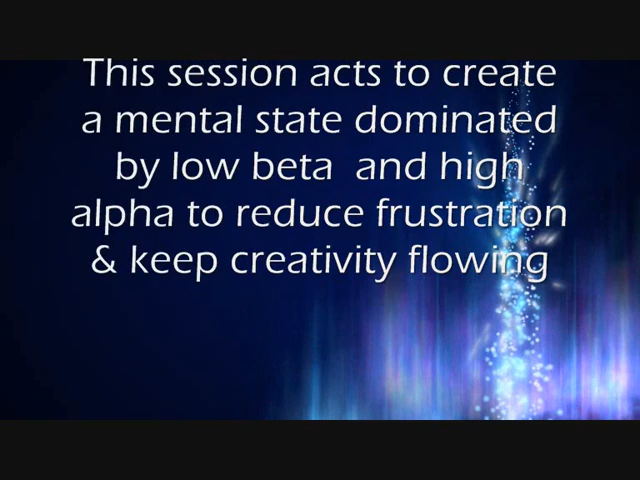 This session acts to create
a mental state dominated
by low beta  and high
alpha to reduce frustration
& keep creativity flowing